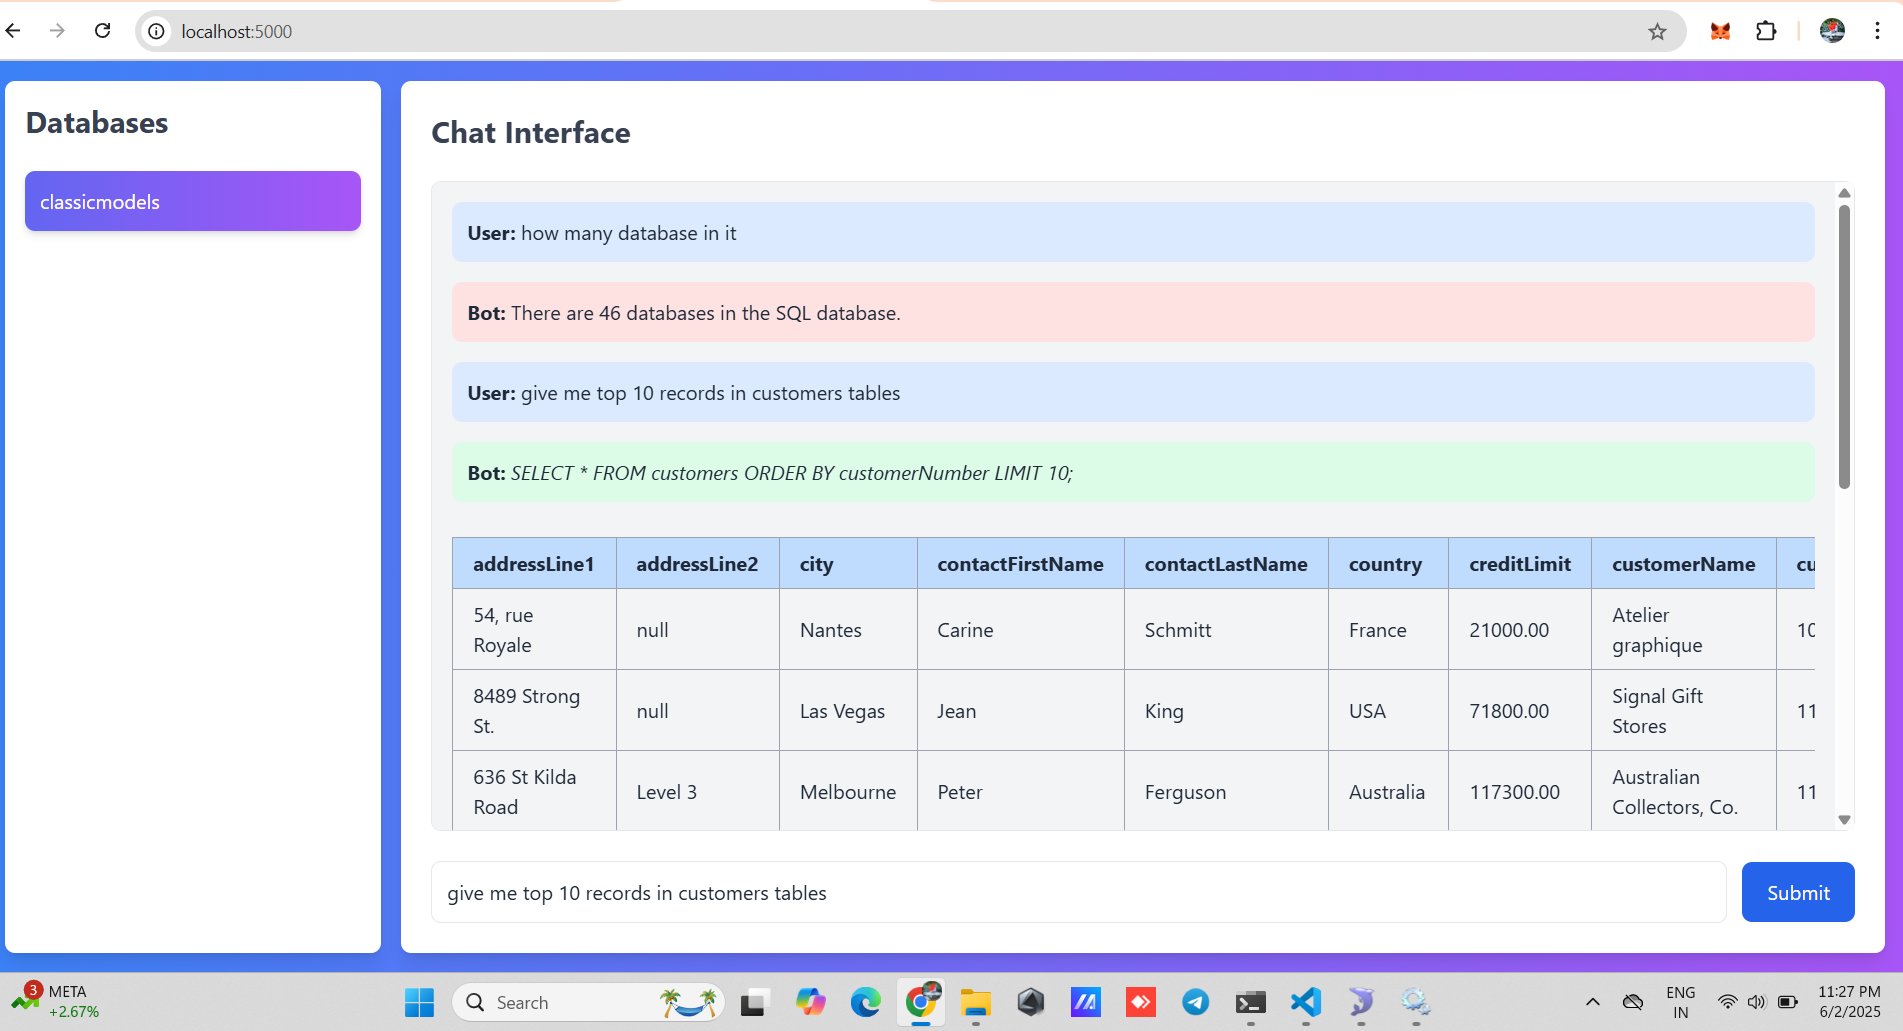 localhost:5000
Databases
classicmodels
Chat Interface
User: how many database in it
Bot: There are 46 databases in the SQL database.
User: give me top 10 records in customers tables
Bot: SELECT * FROM customers ORDER BY customerNumber LIMIT 10;
addressLine1 addressLine2 city contactFirstName contactLastName country creditLimit customerName cu
54, rue Royale null Nantes Carine Schmitt France 21000.00 Atelier graphique 10
8489 Strong St. null Las Vegas Jean King USA 71800.00 Signal Gift Stores 11
636 St Kilda Road Level 3 Melbourne Peter Ferguson Australia 117300.00 Australian Collectors, Co. 11
give me top 10 records in customers tables
Submit
3
META
+2.67%
Search
ENG
IN
11:27 PM
6/2/2025